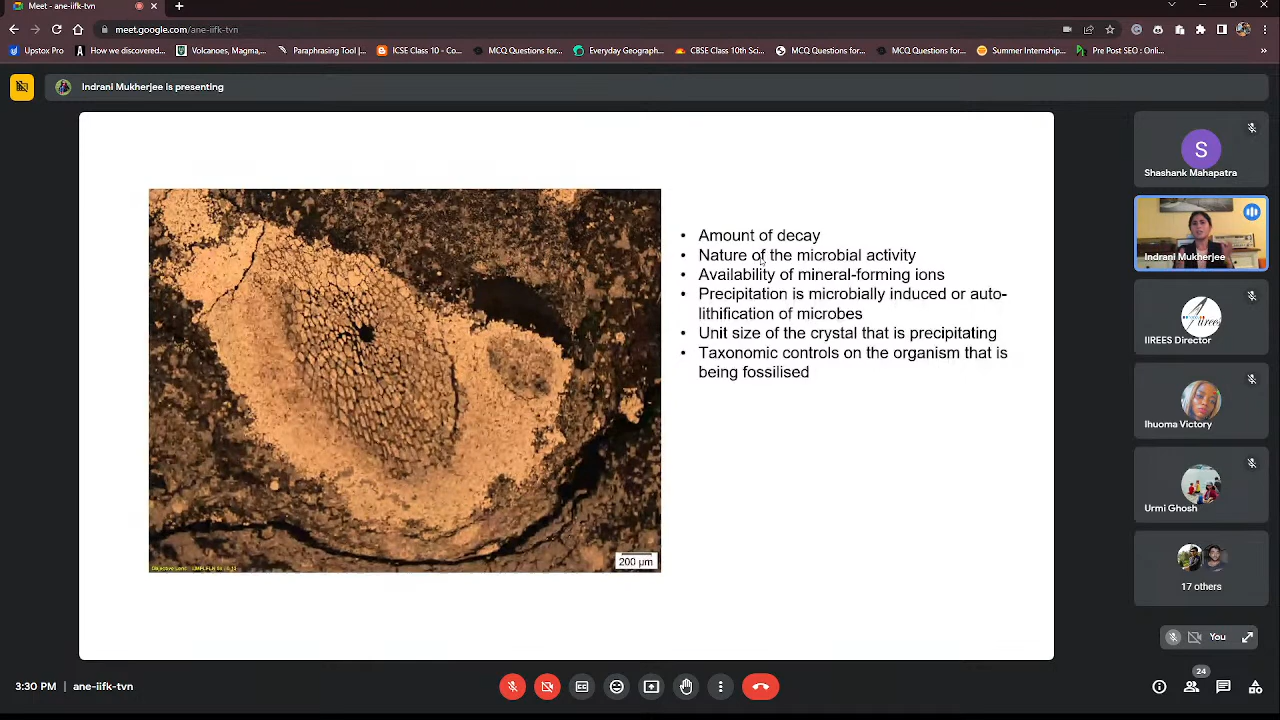 Meet - ane-iifk-tvn
meet.google.com/ane-iifk-tvn
Upstox Pro
How we discovered...
Volcanoes, Magma,...
Paraphrasing Tool |...
ICSE Class 10 - Co...
MCQ Questions for...
Everyday Geograph...
CBSE Class 10th Sci...
MCQ Questions for...
MCQ Questions for...
Summer Internship...
Pre Post SEO : Onli...
Indrani Mukherjee is presenting
• Amount of decay
• Nature of the microbial activity
• Availability of mineral-forming ions
• Precipitation is microbially induced or auto-
lithification of microbes
• Unit size of the crystal that is precipitating
• Taxonomic controls on the organism that is
being fossilised
200 µm
S
Shashank Mahapatra
Indrani Mukherjee
IIREES Director
Ihuoma Victory
Urmi Ghosh
17 others
You
3:30 PM | ane-iifk-tvn
24